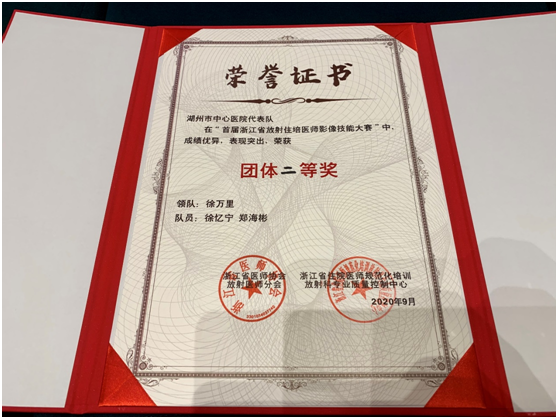 荣誉证书
湖州市中心医院代表队
在"首届浙江省放射住培医师影像技能大赛"中,
成绩优异,表现突出,荣获
团体二等奖
领队:徐万里
队员:徐忆宁 郑海彬
浙江省医师协会
放射医师分会
浙江省住院医师规范化培训
放射科专业质量控制中心
2020年9月